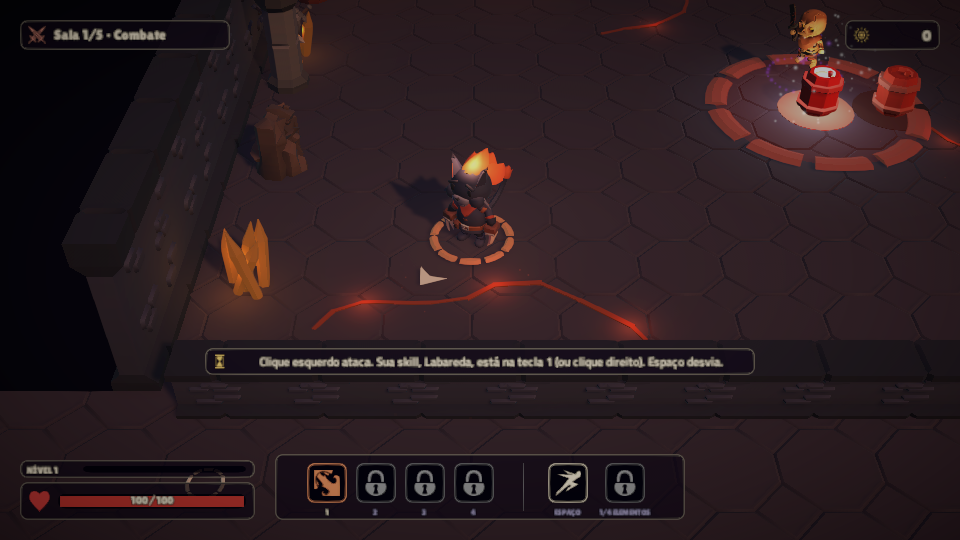 Sala 1/5 · Combate
0
Clique esquerdo ataca. Sua skill, Labareda, está na tecla 1 (ou clique direito). Espaço desvia.
NÍVEL 1
100/100
1 2 3 4 ESPAÇO 1/4 ELEMENTOS